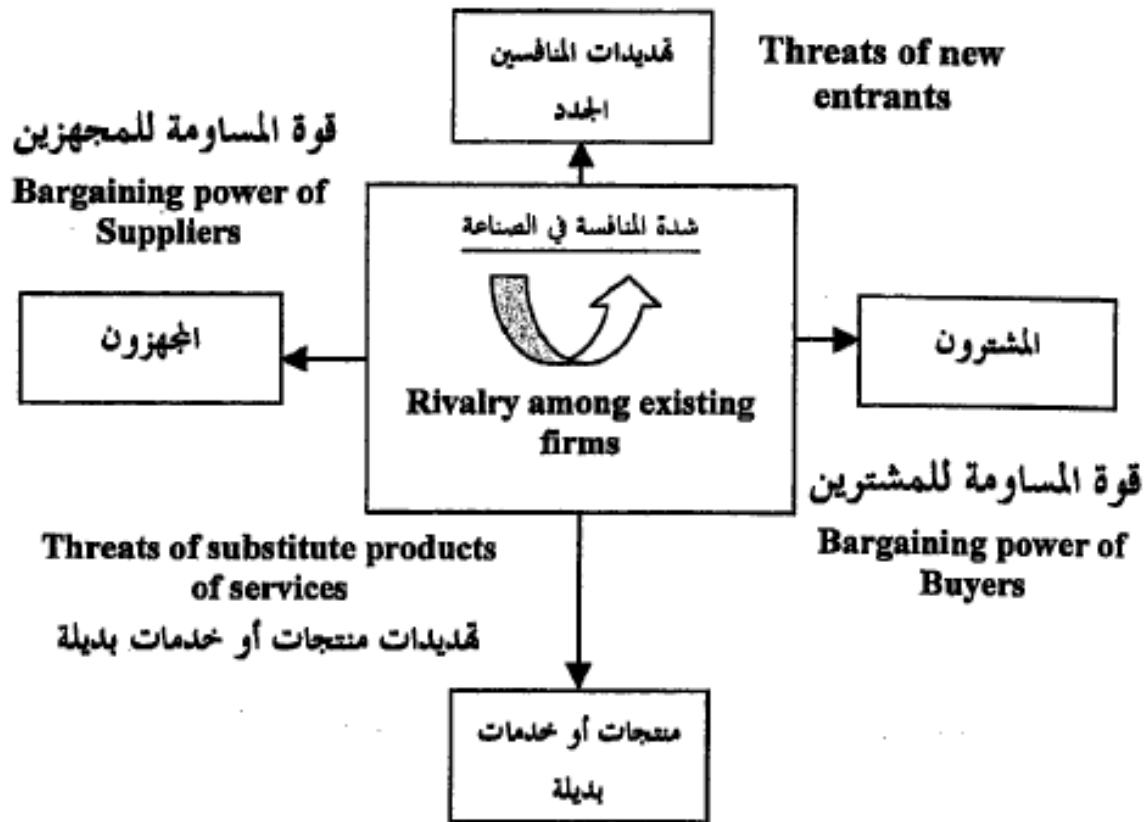 تهديدات المنافسين
الجدد
Threats of new
entrants
قوة المساومة للمجهزين
Bargaining power of
Suppliers
شدة المنافسة في الصناعة
المجهزون
المشترون
Rivalry among existing
firms
قوة المساومة للمشترين
Bargaining power of
Buyers
Threats of substitute products
of services
تهديدات منتجات أو خدمات بديلة
منتجات أو خدمات
بديلة